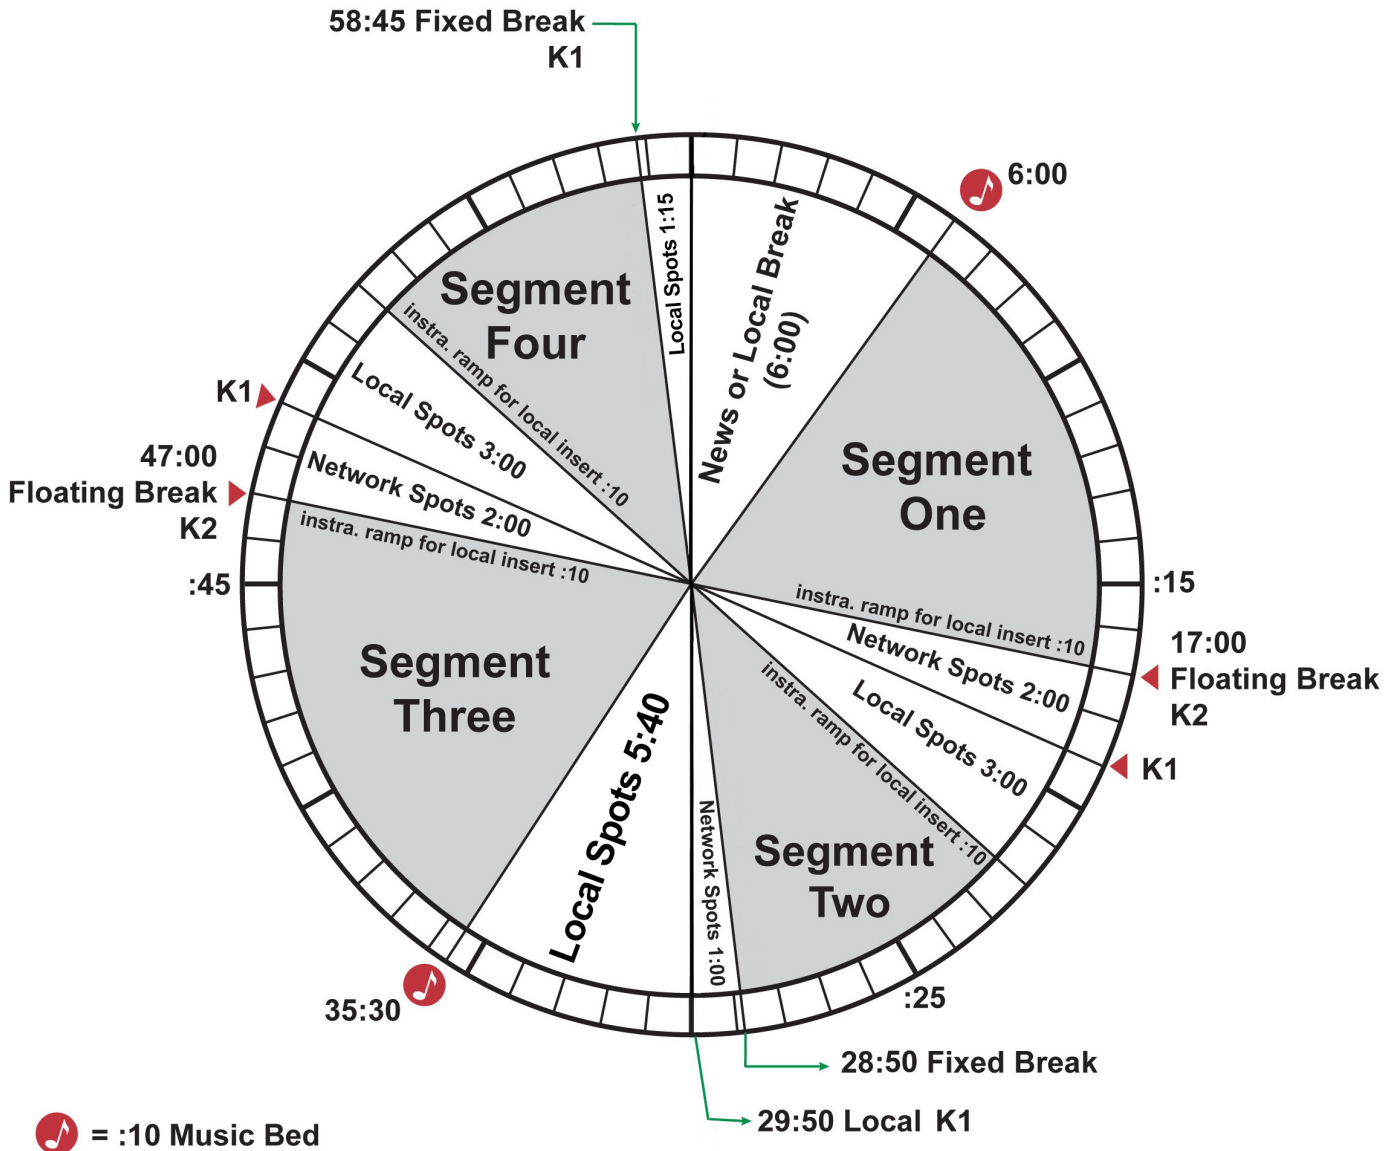 58:45 Fixed Break
K1
6:00
Local Spots 1:15
News or Local Break
(6:00)
Segment
One
instra. ramp for local insert :10
:15
17:00
Floating Break
K2
Network Spots 2:00
K1
Local Spots 3:00
instra. ramp for local insert :10
Segment
Two
:25
Network Spots 1:00
28:50 Fixed Break
29:50 Local K1
Local Spots 5:40
35:30
Segment
Three
instra. ramp for local insert :10
:45
47:00
Floating Break
K2
Network Spots 2:00
K1
Local Spots 3:00
instra. ramp for local insert :10
Segment
Four
= :10 Music Bed